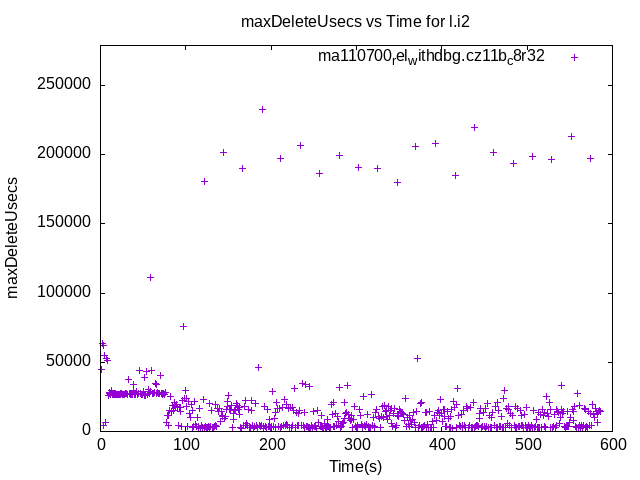 maxDeleteUsecs vs Time for l.i2
ma110700_rel_withdbg.cz11b_c8r32
maxDeleteUsecs
250000
200000
150000
100000
50000
0
0 100 200 300 400 500 600
Time(s)